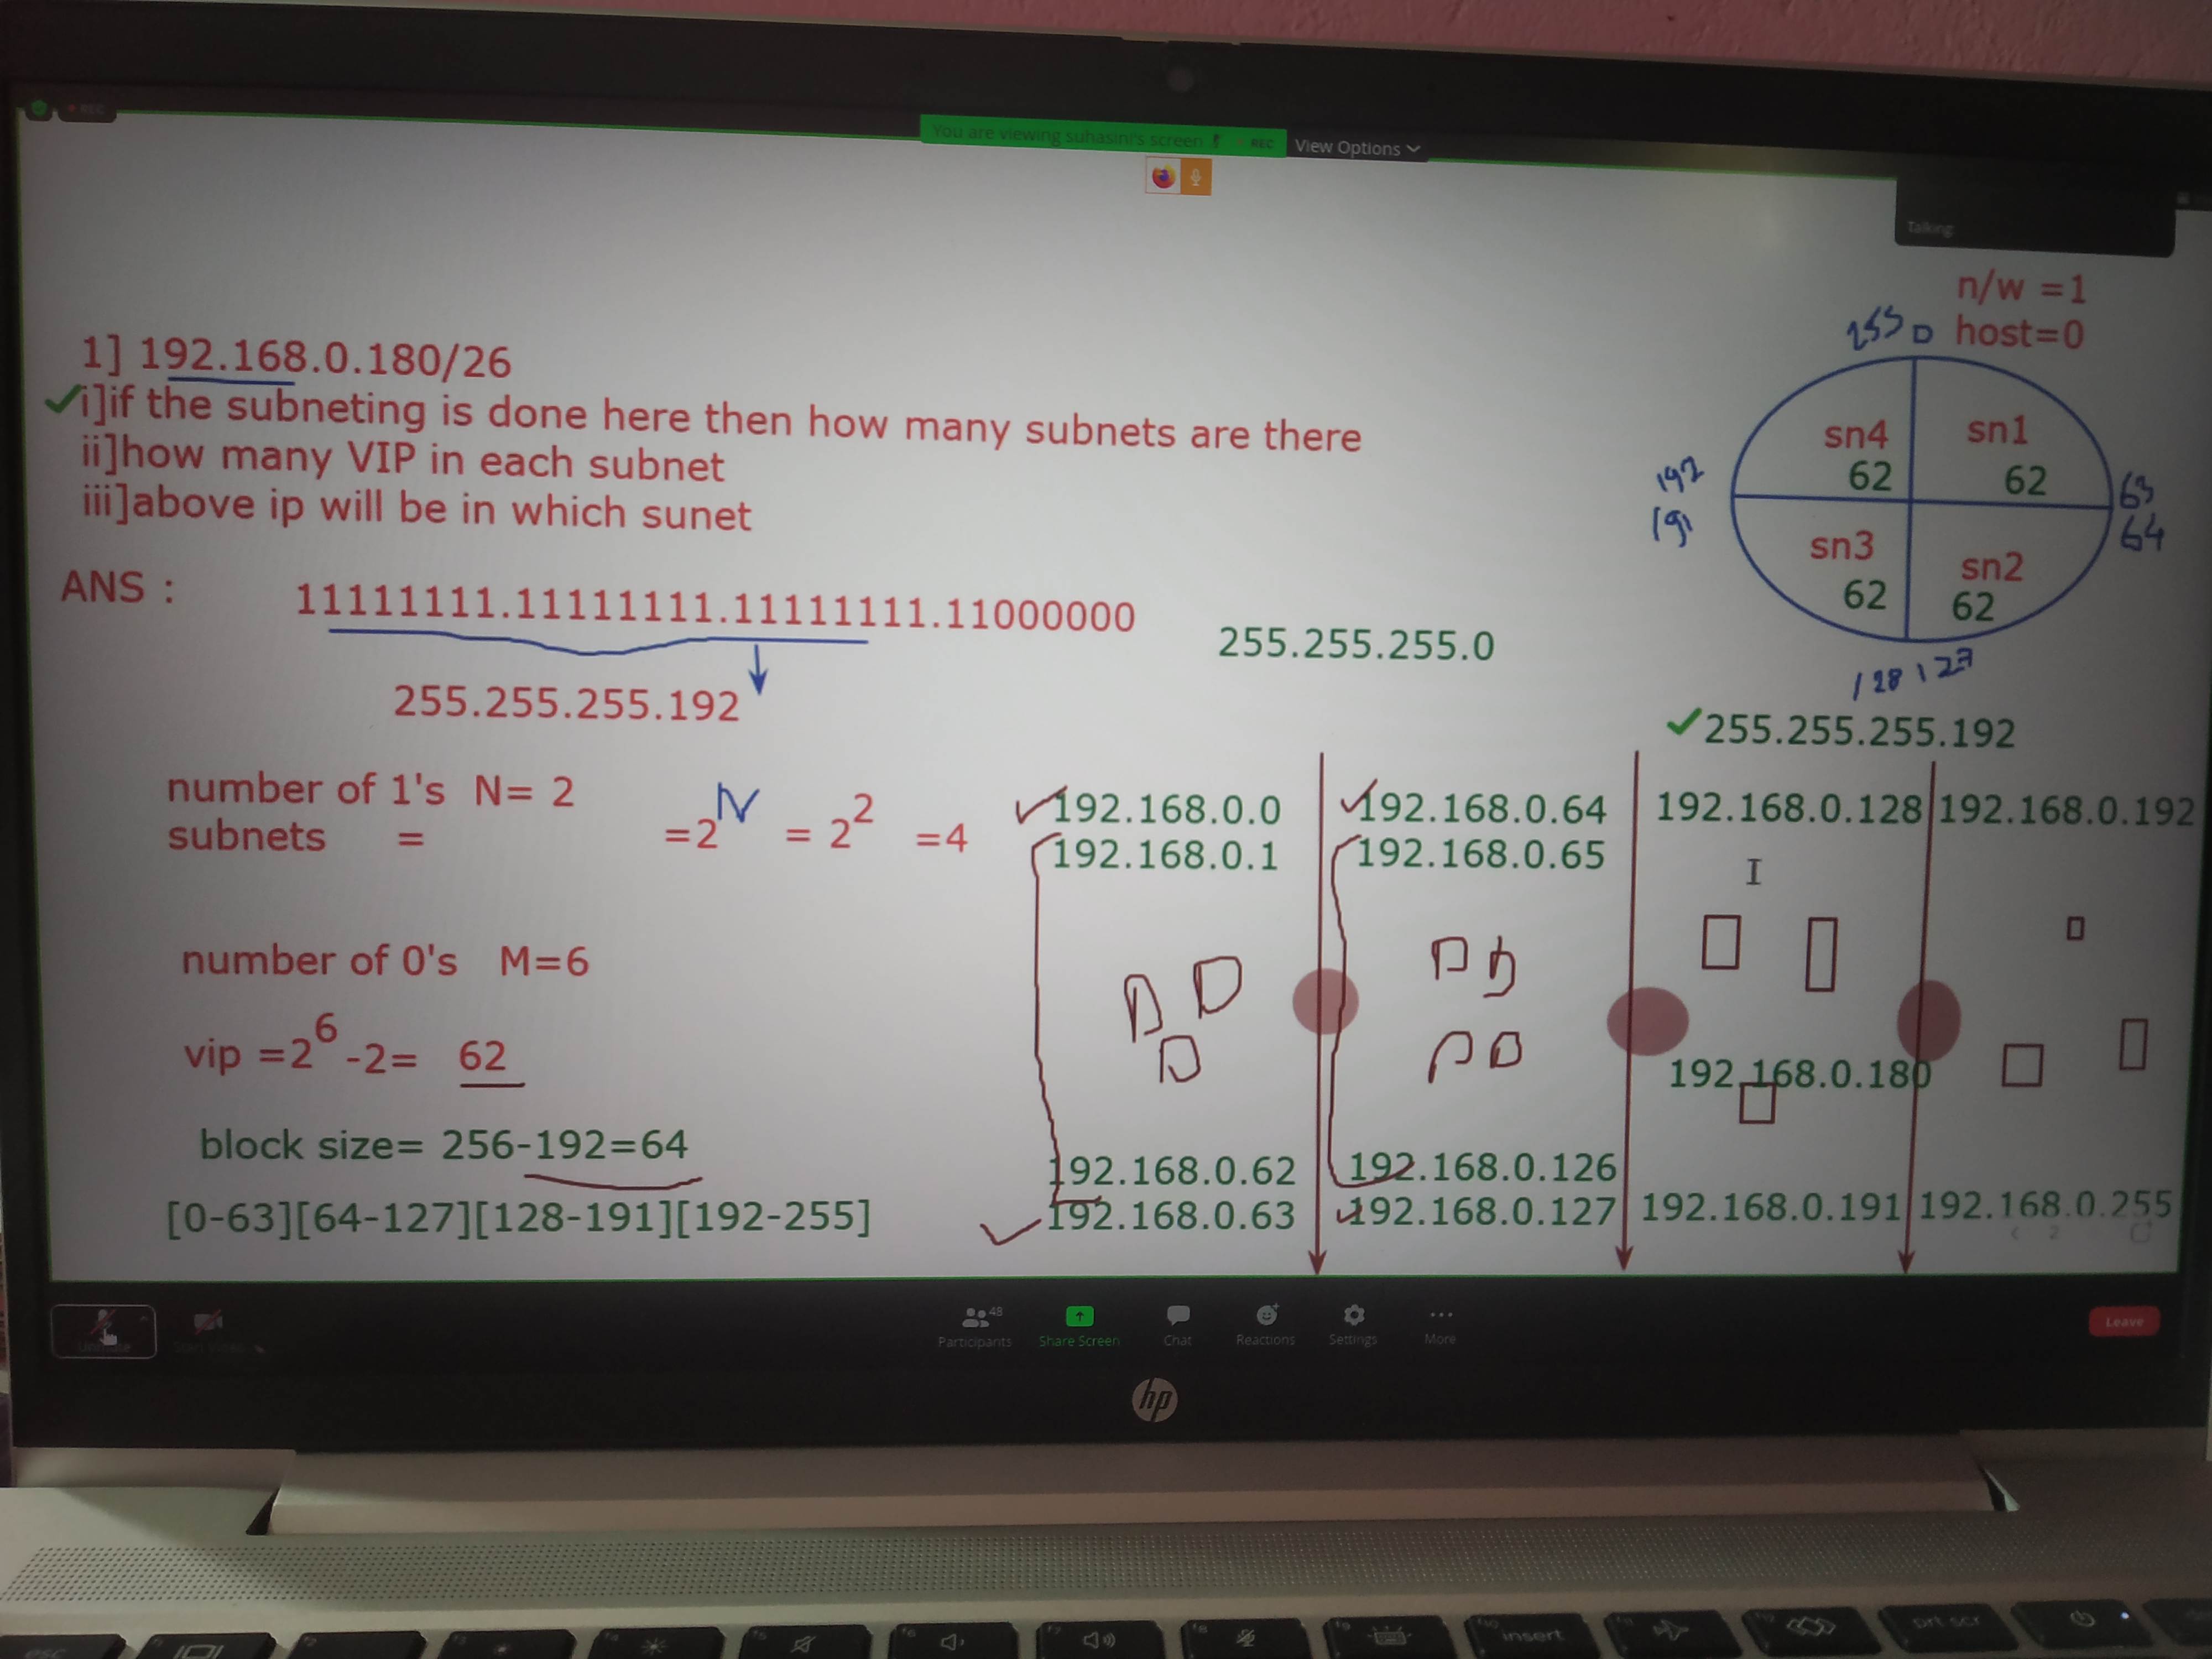 REC
You are viewing suhasini's screen REC
View Options
Talking:
n/w =1
host=0
255 0
1] 192.168.0.180/26
i]if the subneting is done here then how many subnets are there
ii]how many VIP in each subnet
iii]above ip will be in which sunet
sn4 sn1
62 62
192 63
191 64
sn3 sn2
62 62
128 127
ANS :
11111111.11111111.11111111.11000000
255.255.255.0
255.255.255.192
255.255.255.192
number of 1's N= 2
subnets = =2^N = 2^2 =4
number of 0's M=6
vip =2^6 -2= 62
block size= 256-192=64
[0-63][64-127][128-191][192-255]
192.168.0.0
192.168.0.1
192.168.0.62
192.168.0.63
192.168.0.64
192.168.0.65
192.168.0.126
192.168.0.127
192.168.0.128
192.168.0.180
192.168.0.191
192.168.0.192
192.168.0.255
2
Unmute
48
Participants
Share Screen
Chat
Reactions
Settings
More
Leave
hp
esc
insert
prt scr